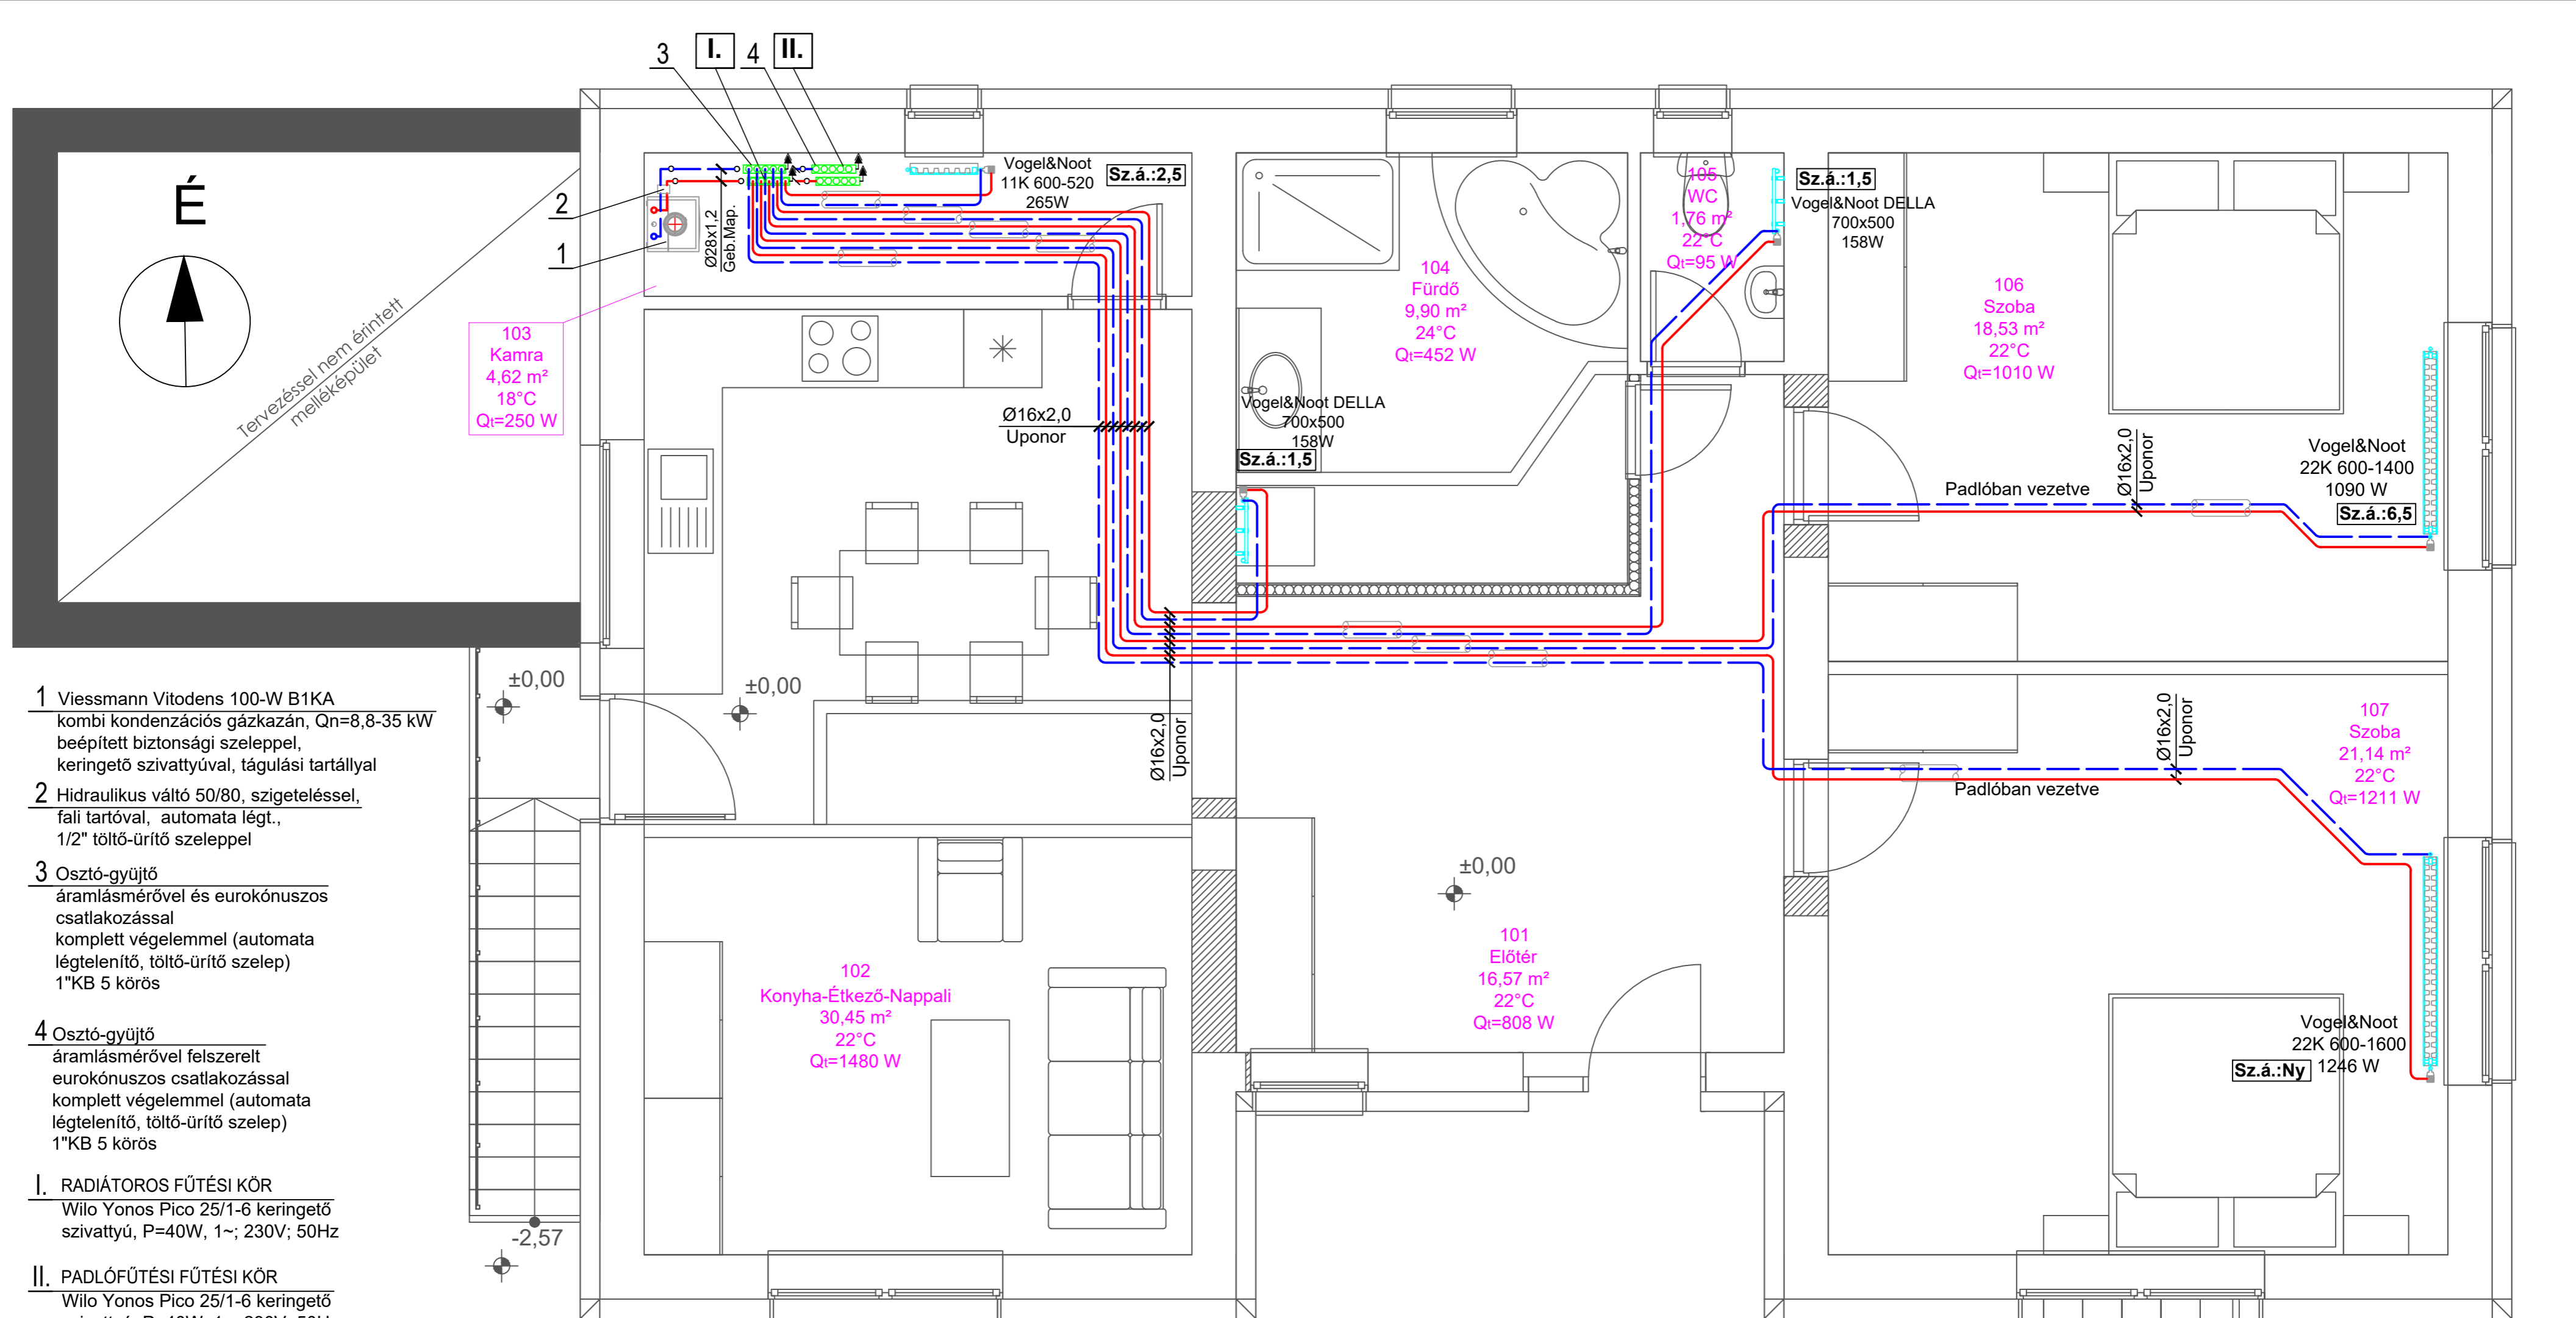 3
I.
4
II.
É
Tervezéssel nem érintett
melléképület
2
1
Ø28x1,2
Geb.Map.
Vogel&Noot
11K 600-520
265W
Sz.á.:2,5
103
Kamra
4,62 m²
18°C
Qt=250 W
Ø16x2,0
Uponor
104
Fürdő
9,90 m²
24°C
Qt=452 W
Vogel&Noot DELLA
700x500
158W
Sz.á.:1,5
105
WC
1,76 m²
22°C
Qt=95 W
Sz.á.:1,5
Vogel&Noot DELLA
700x500
158W
106
Szoba
18,53 m²
22°C
Qt=1010 W
Padlóban vezetve
Ø16x2,0
Uponor
Vogel&Noot
22K 600-1400
1090 W
Sz.á.:6,5
±0,00
±0,00
Ø16x2,0
Uponor
Ø16x2,0
Uponor
Padlóban vezetve
107
Szoba
21,14 m²
22°C
Qt=1211 W
±0,00
101
Előtér
16,57 m²
22°C
Qt=808 W
102
Konyha-Étkező-Nappali
30,45 m²
22°C
Qt=1480 W
Vogel&Noot
22K 600-1600
1246 W
Sz.á.:Ny
-2,57
1 Viessmann Vitodens 100-W B1KA
kombi kondenzációs gázkazán, Qn=8,8-35 kW
beépített biztonsági szeleppel,
keringetõ szivattyúval, tágulási tartállyal
2 Hidraulikus váltó 50/80, szigeteléssel,
fali tartóval, automata légt.,
1/2" töltő-ürítő szeleppel
3 Osztó-gyüjtő
áramlásmérővel és eurokónuszos
csatlakozással
komplett végelemmel (automata
légtelenítő, töltő-ürítő szelep)
1"KB 5 körös
4 Osztó-gyüjtő
áramlásmérővel felszerelt
eurokónuszos csatlakozással
komplett végelemmel (automata
légtelenítő, töltő-ürítő szelep)
1"KB 5 körös
I. RADIÁTOROS FŰTÉSI KÖR
Wilo Yonos Pico 25/1-6 keringető
szivattyú, P=40W, 1~; 230V; 50Hz
II. PADLÓFŰTÉSI FŰTÉSI KÖR
Wilo Yonos Pico 25/1-6 keringető